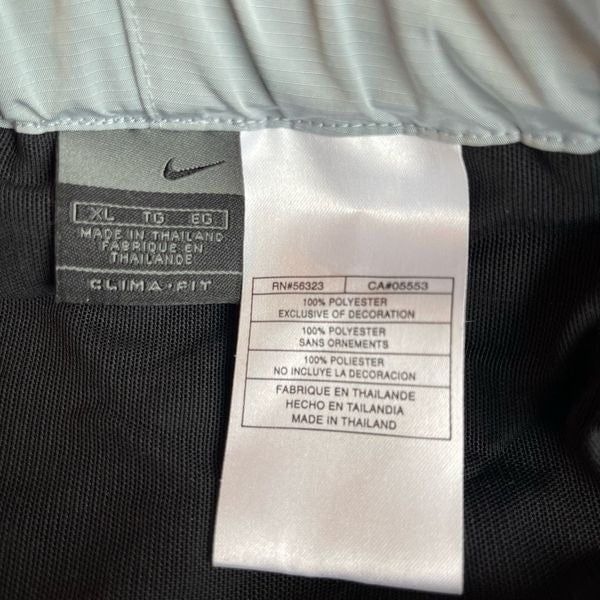 XL TG EG
MADE IN THAILAND
FABRIQUE EN
THAILANDE
CLIMA•FIT
RN#56323 CA#05553
100% POLYESTER
EXCLUSIVE OF DECORATION
100% POLYESTER
SANS ORNEMENTS
100% POLIESTER
NO INCLUYE LA DECORACION
FABRIQUE EN THAILANDE
HECHO EN TAILANDIA
MADE IN THAILAND